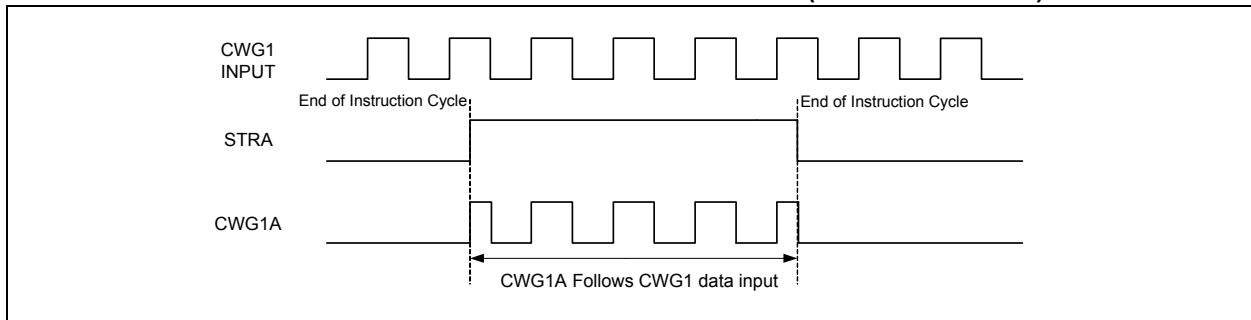 CWG1
INPUT
End of Instruction Cycle
End of Instruction Cycle
STRA
CWG1A
CWG1A Follows CWG1 data input